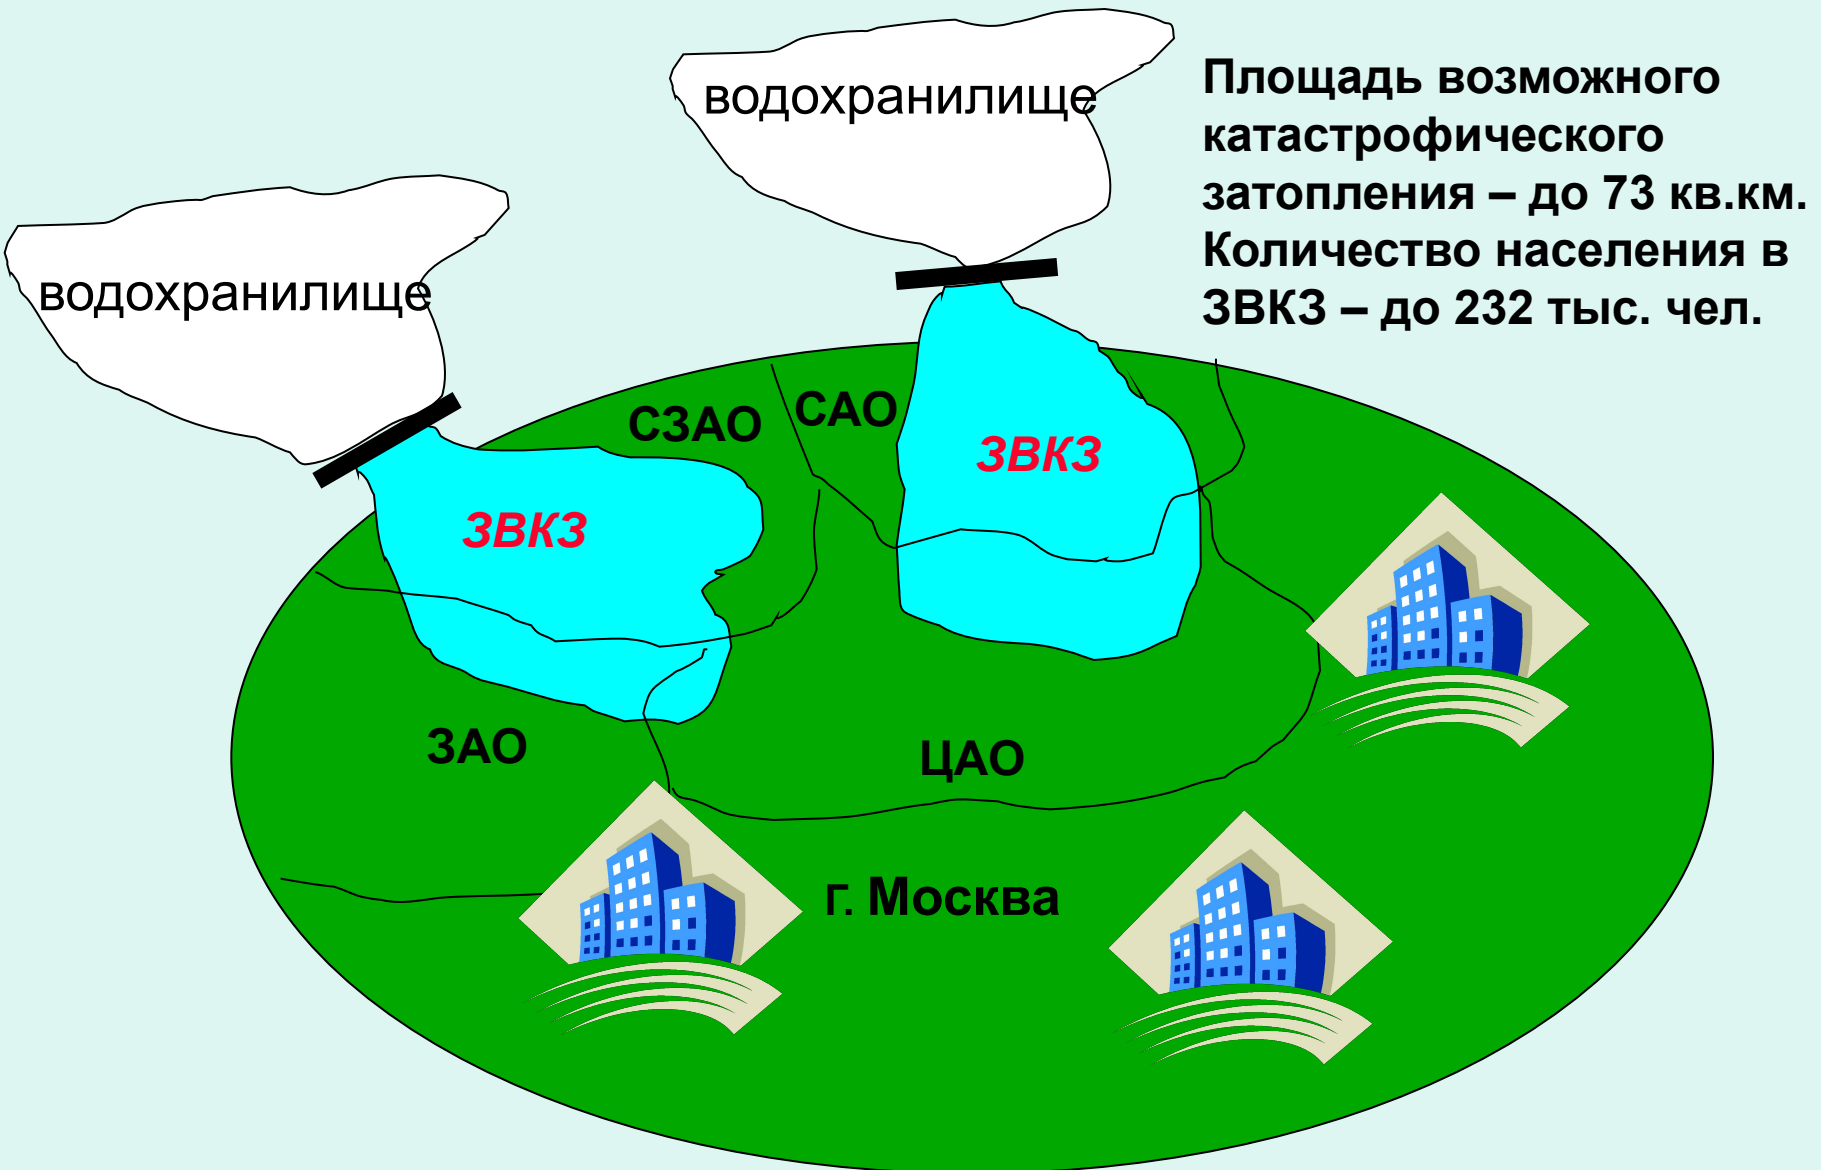 водохранилище
Площадь возможного
катастрофического
затопления – до 73 кв.км.
Количество населения в
ЗВКЗ – до 232 тыс. чел.
водохранилище
СЗАО
САО
ЗВКЗ
ЗВКЗ
ЗАО
ЦАО
г. Москва